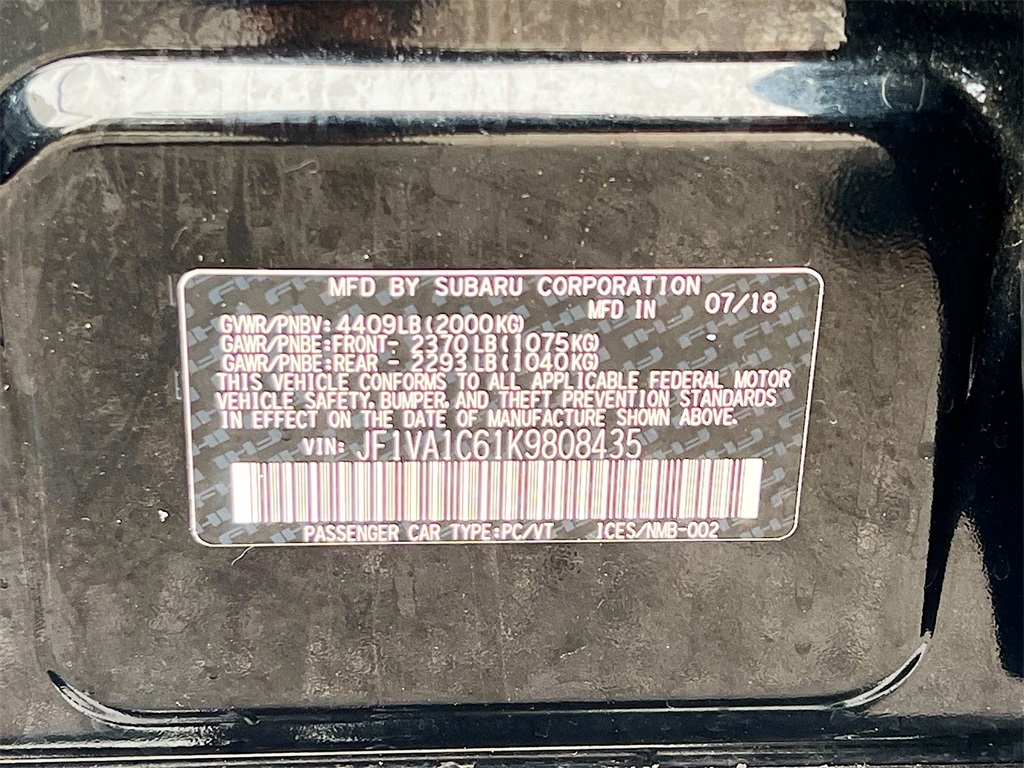 MFD BY SUBARU CORPORATION
MFD IN 07/18
GVWR/PNBV: 4409LB(2000KG)
GAWR/PNBE:FRONT- 2370LB(1075KG)
GAWR/PNBE:REAR - 2293LB(1040KG)
THIS VEHICLE CONFORMS TO ALL APPLICABLE FEDERAL MOTOR
VEHICLE SAFETY, BUMPER, AND THEFT PREVENTION STANDARDS
IN EFFECT ON THE DATE OF MANUFACTURE SHOWN ABOVE.
VIN: JF1VA1C61K9808435
PASSENGER CAR TYPE:PC/VT ICES/NMB-002